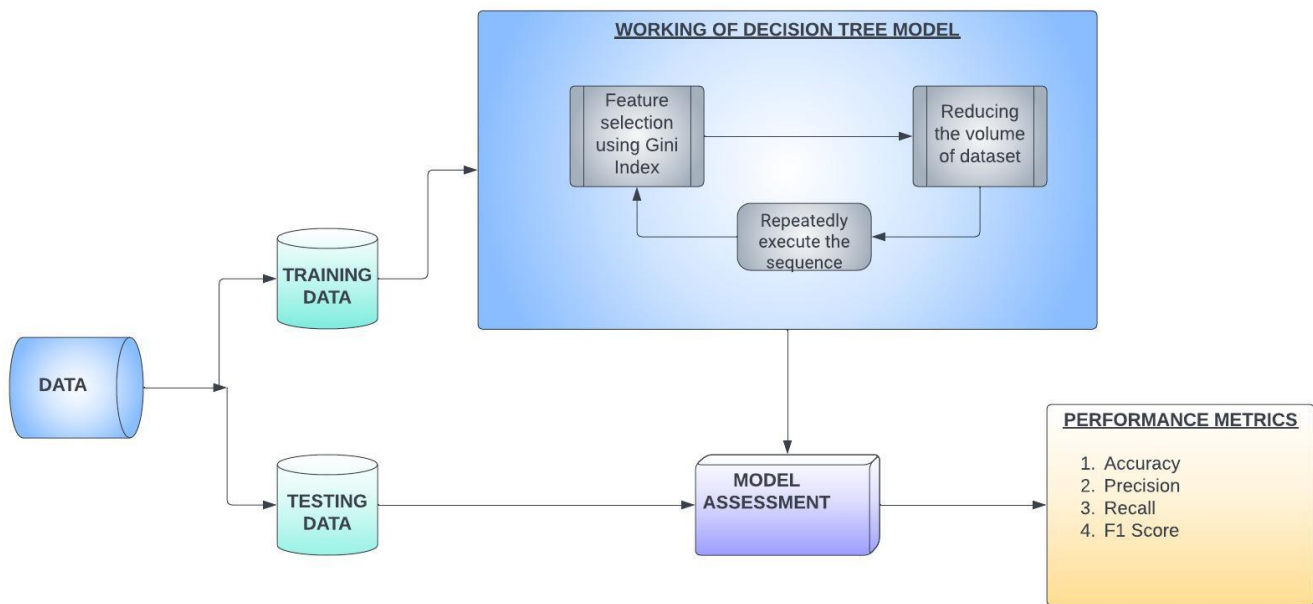 WORKING OF DECISION TREE MODEL
Feature
selection
using Gini
Index
Reducing
the volume
of dataset
Repeatedly
execute the
sequence
TRAINING
DATA
DATA
TESTING
DATA
MODEL
ASSESSMENT
PERFORMANCE METRICS
1. Accuracy
2. Precision
3. Recall
4. F1 Score